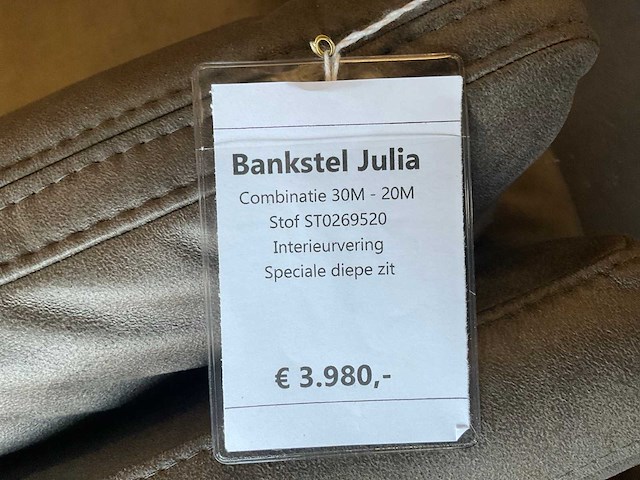 Bankstel Julia
Combinatie 30M - 20M
Stof ST0269520
Interieurvering
Speciale diepe zit
€ 3.980,-